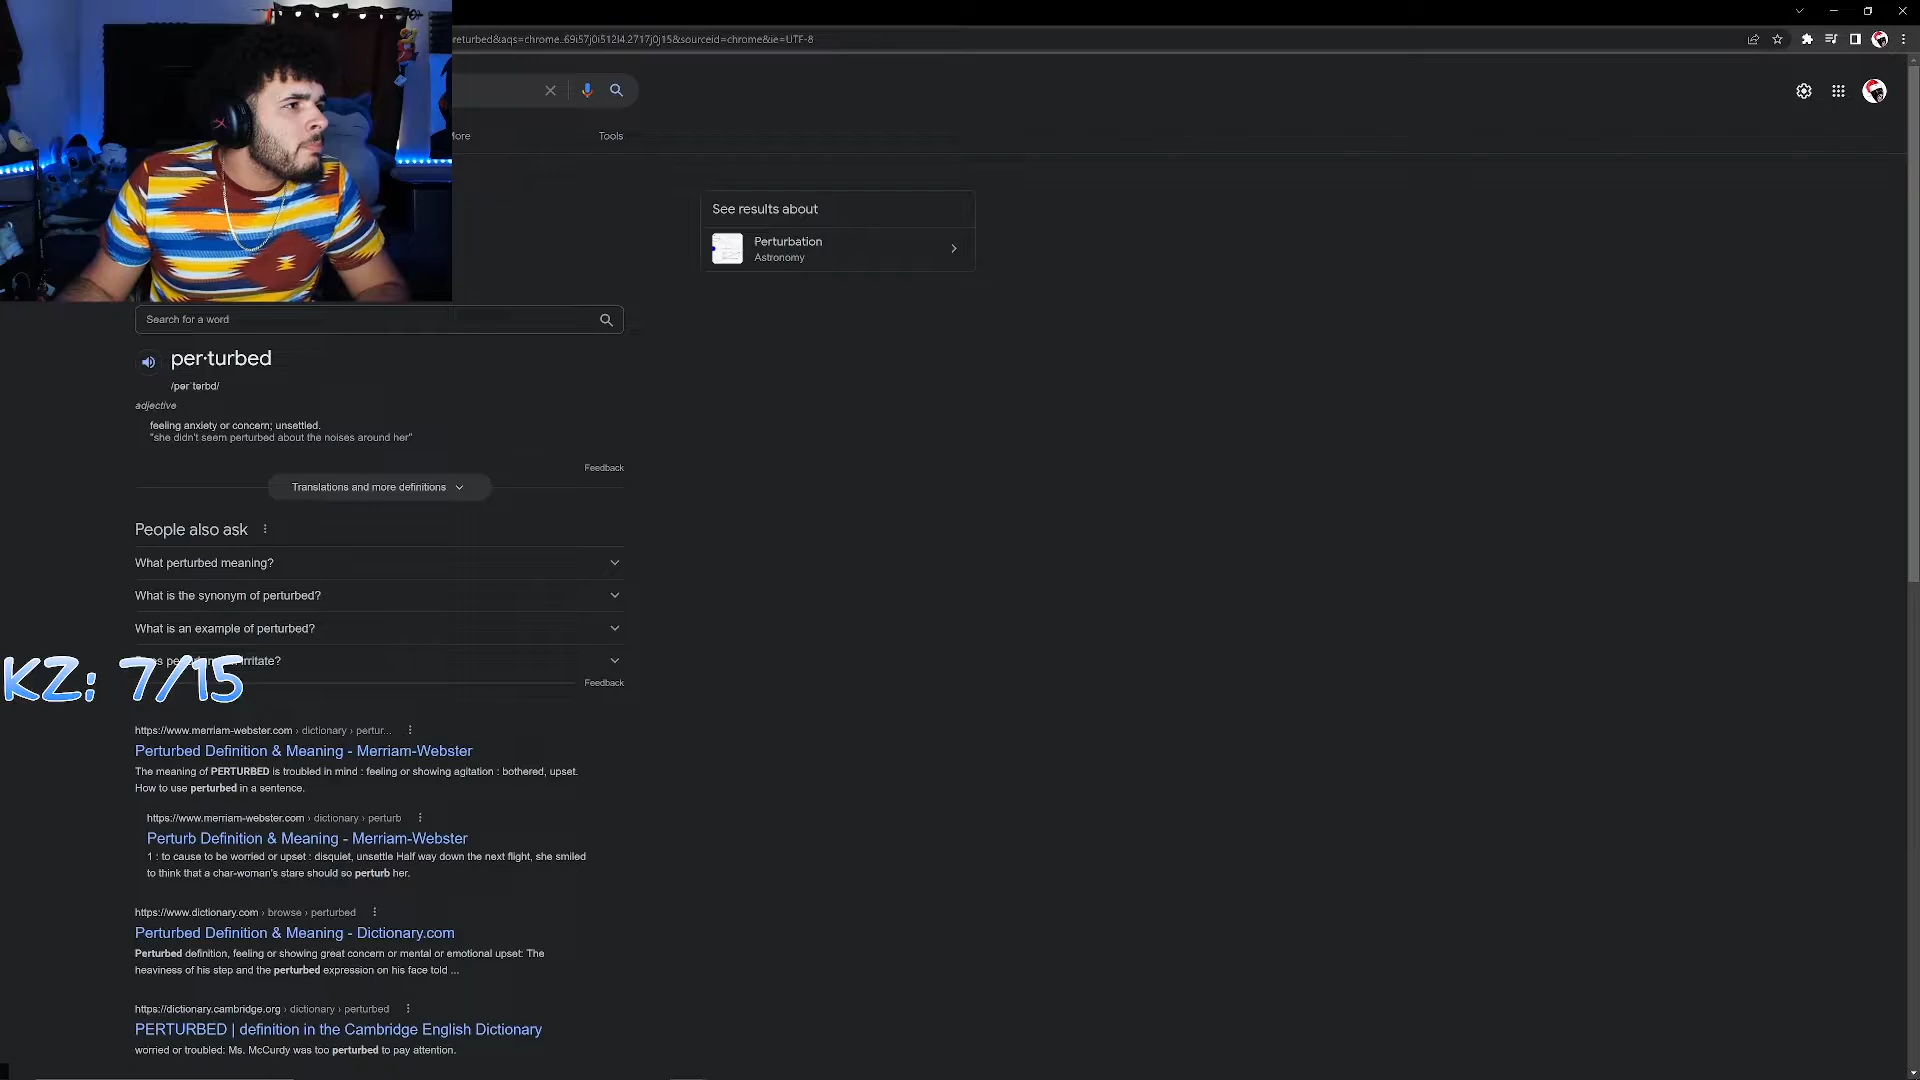 returbed&aqs=chrome..69i57j0i512l4.2717j0j15&sourceid=chrome&ie=UTF-8
More
Tools
See results about
Perturbation
Astronomy
Search for a word
per·turbed
/pərˈtərbd/
adjective
feeling anxiety or concern; unsettled.
"she didn't seem perturbed about the noises around her"
Feedback
Translations and more definitions
People also ask
What perturbed meaning?
What is the synonym of perturbed?
What is an example of perturbed?
irritate?
KZ: 7/15
Feedback
https://www.merriam-webster.com › dictionary › pertur...
Perturbed Definition & Meaning - Merriam-Webster
The meaning of PERTURBED is troubled in mind : feeling or showing agitation : bothered, upset.
How to use perturbed in a sentence.
https://www.merriam-webster.com › dictionary › perturb
Perturb Definition & Meaning - Merriam-Webster
1 : to cause to be worried or upset : disquiet, unsettle Half way down the next flight, she smiled
to think that a char-woman's stare should so perturb her.
https://www.dictionary.com › browse › perturbed
Perturbed Definition & Meaning - Dictionary.com
Perturbed definition, feeling or showing great concern or mental or emotional upset: The
heaviness of his step and the perturbed expression on his face told ...
https://dictionary.cambridge.org › dictionary › perturbed
PERTURBED | definition in the Cambridge English Dictionary
worried or troubled: Ms. McCurdy was too perturbed to pay attention.